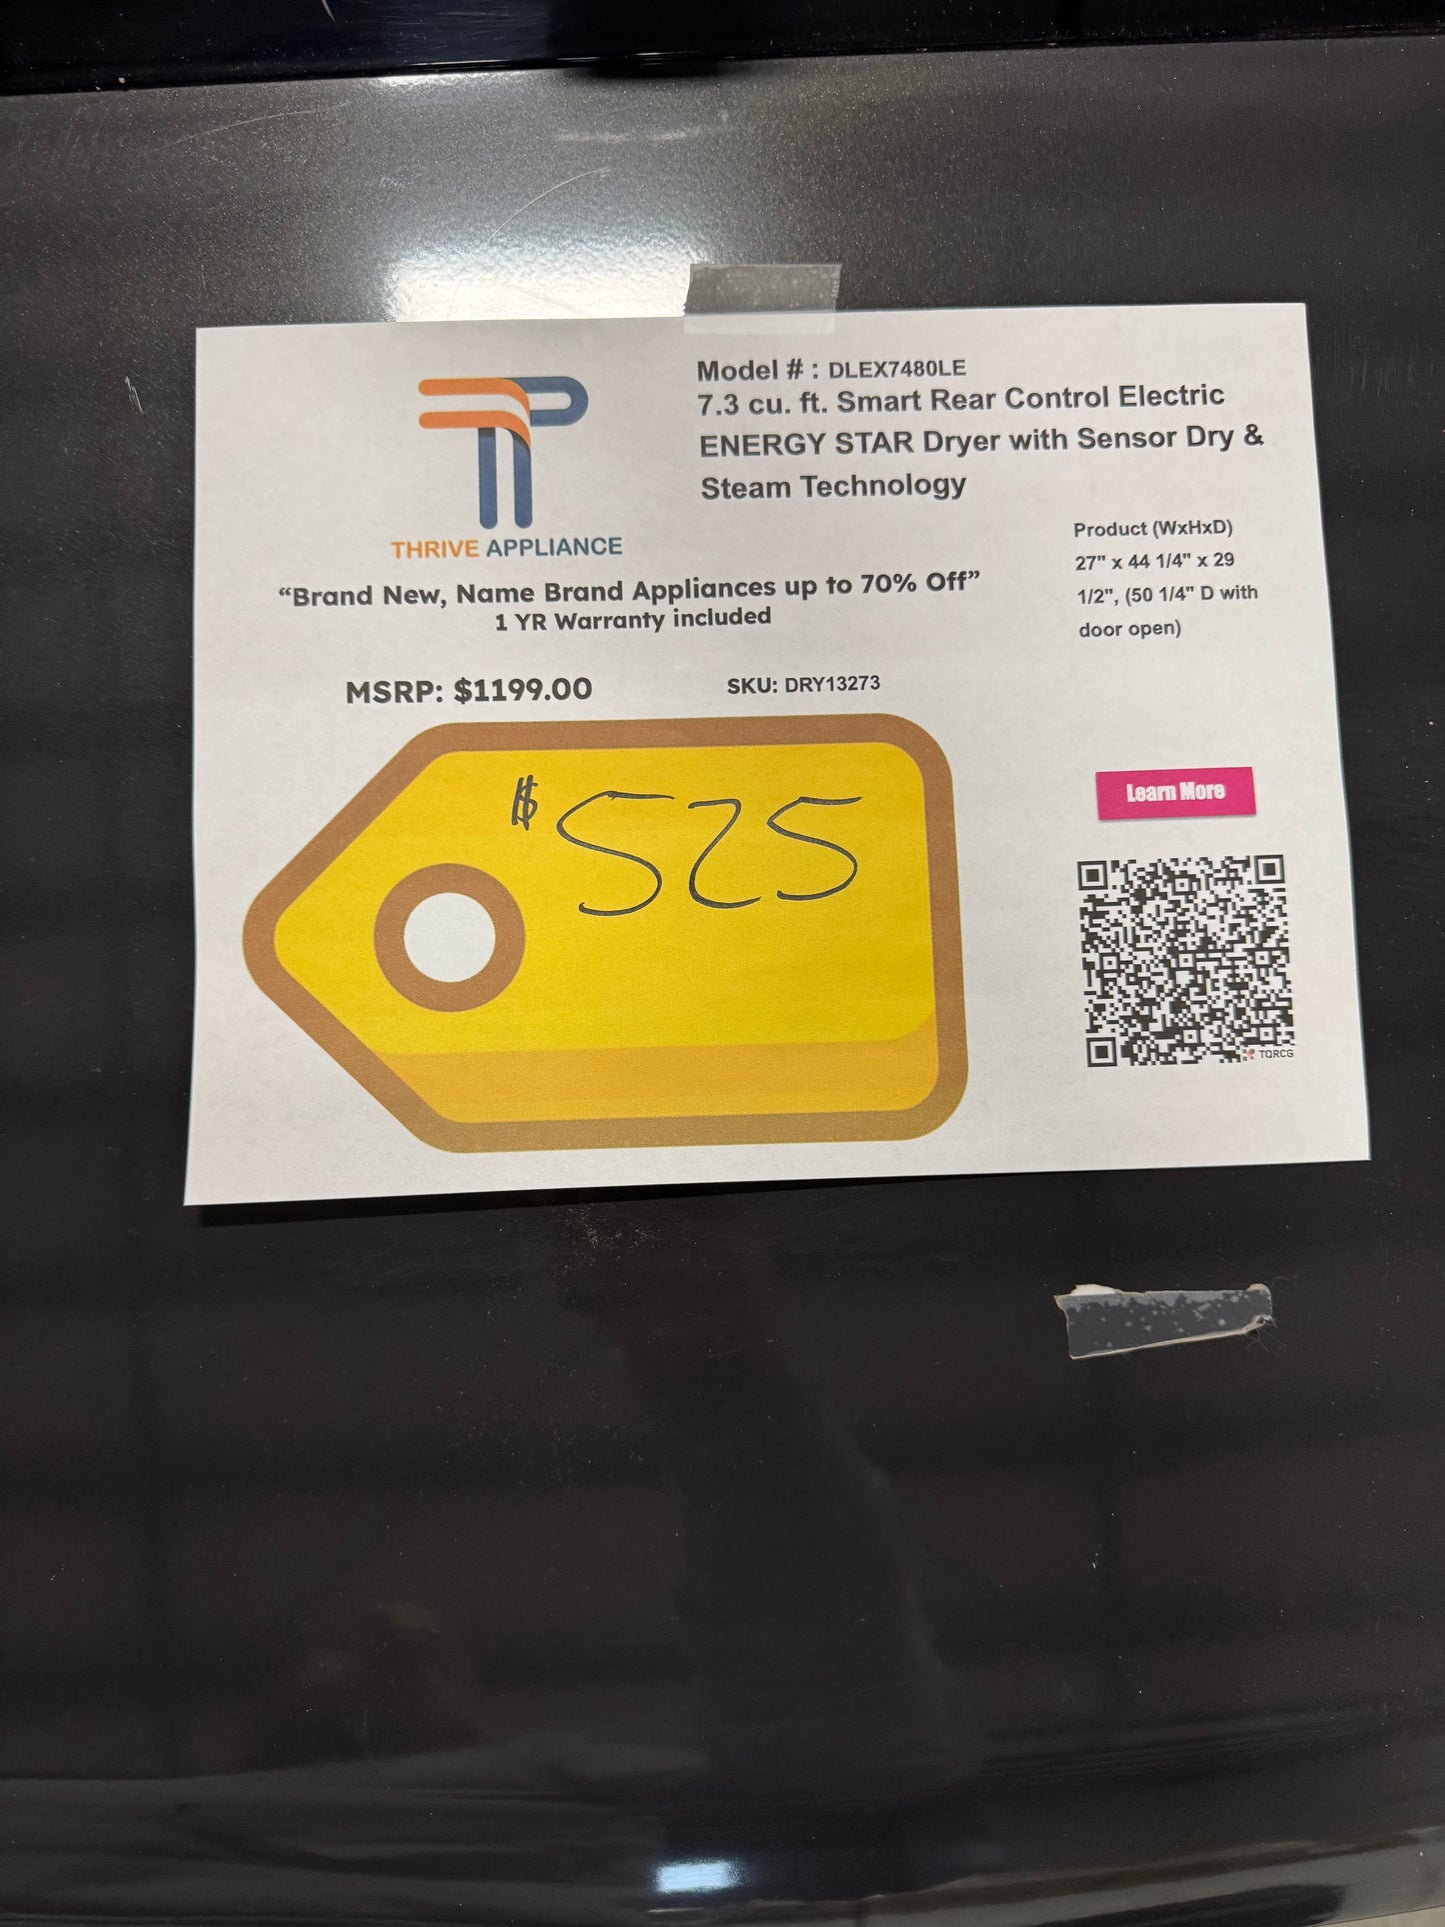 Model # : DLEX7480LE
7.3 cu. ft. Smart Rear Control Electric
ENERGY STAR Dryer with Sensor Dry &
Steam Technology
THRIVE APPLIANCE
Product (WxHxD)
27" x 44 1/4" x 29
1/2", (50 1/4" D with
door open)
“Brand New, Name Brand Appliances up to 70% Off”
1 YR Warranty included
MSRP: $1199.00
SKU: DRY13273
$525
Learn More
TQRCG